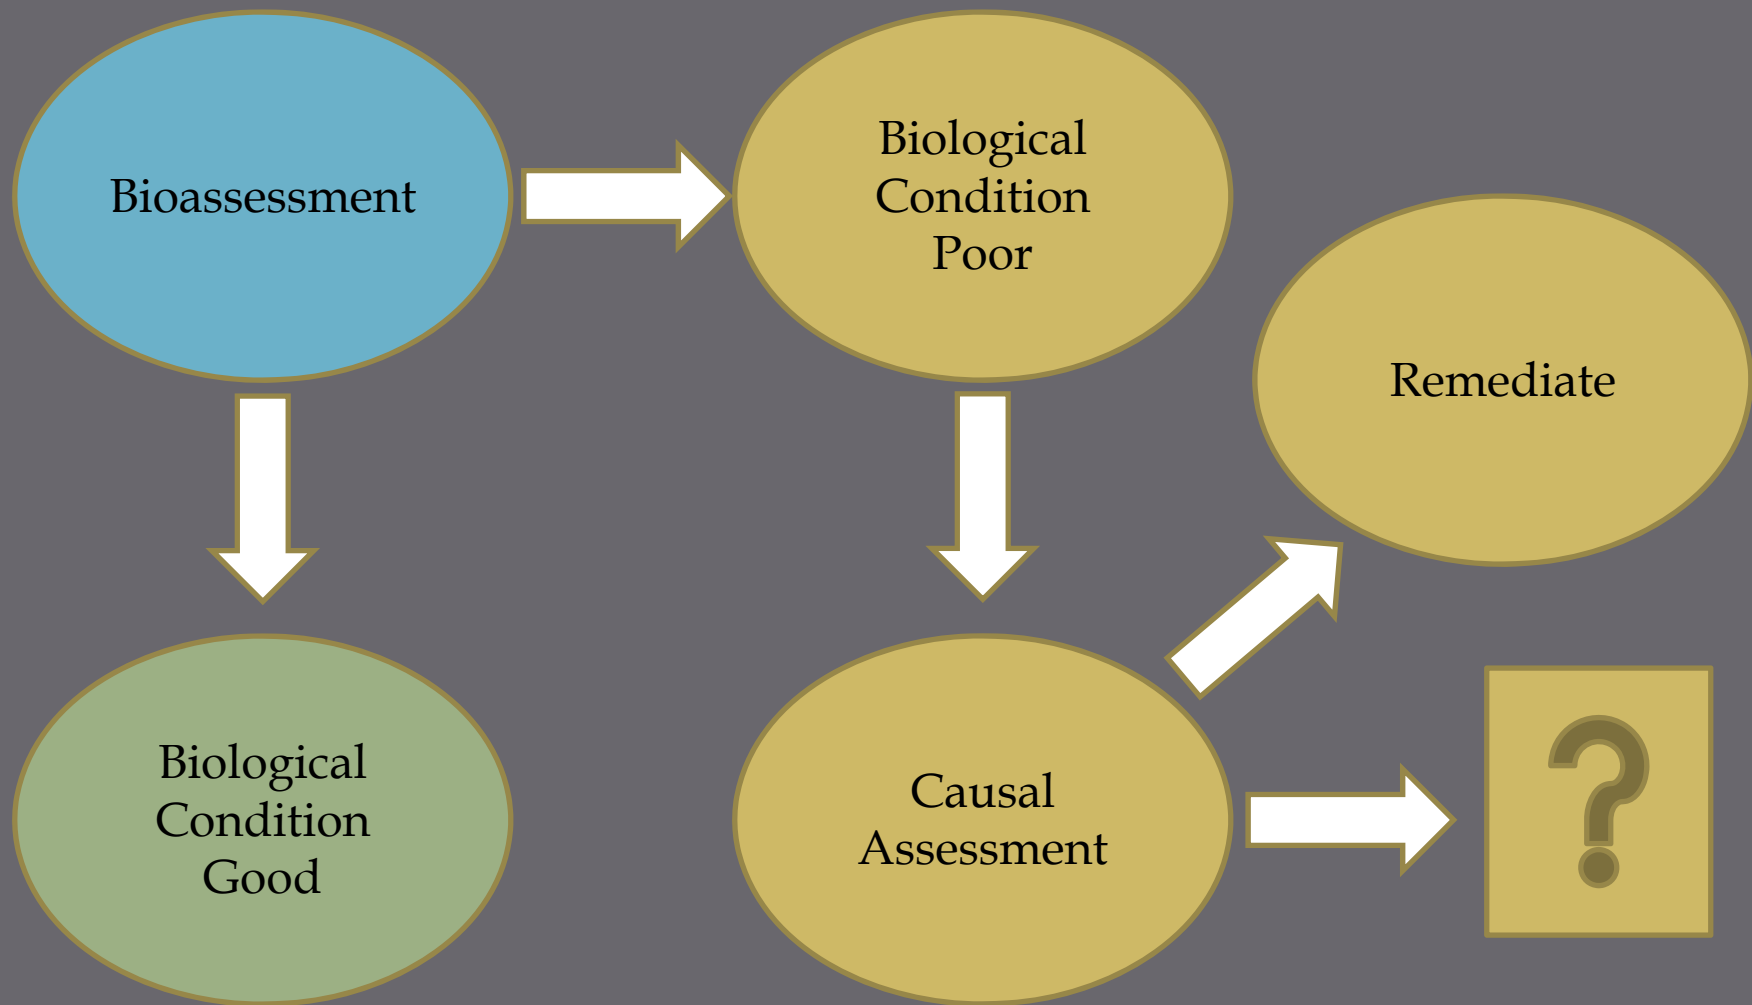 Bioassessment
Biological
Condition
Poor
Remediate
Biological
Condition
Good
Causal
Assessment
?